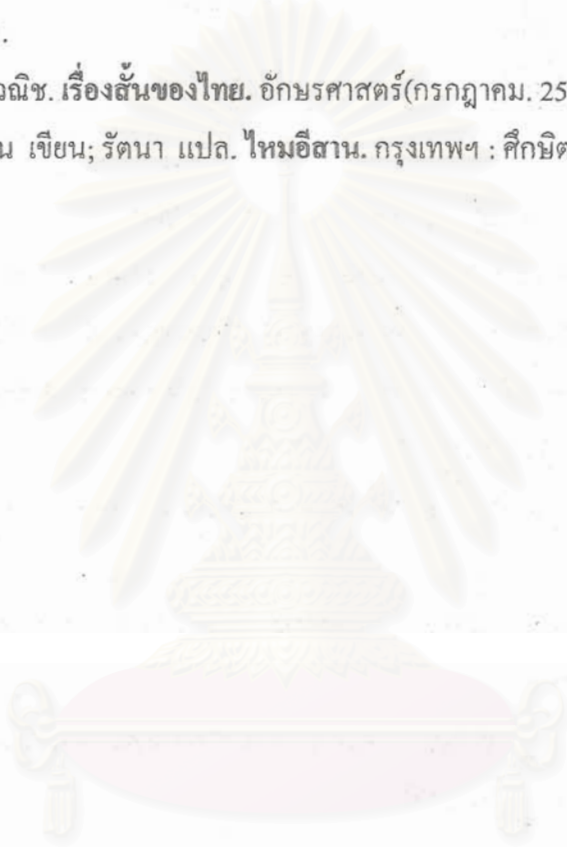 วณิช. เรื่องสั้นของไทย. อักษรศาสตร์(กรกฎาคม. 25
น เขียน; รัตนา แปล. ไหมอีสาน. กรุงเทพฯ : ศึกษิต